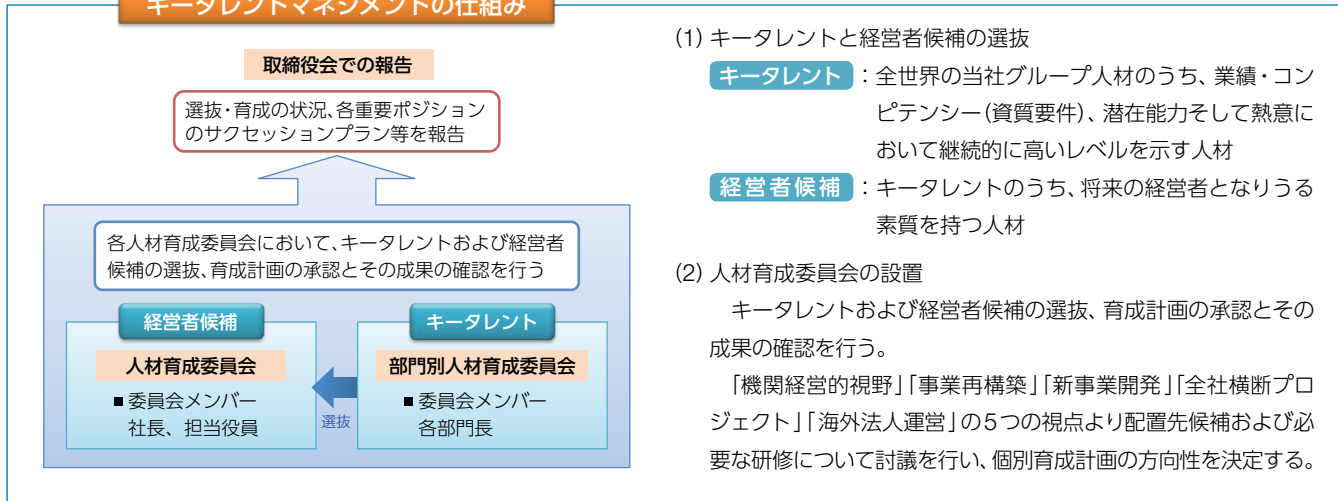 キータレントマネジメントの仕組み
取締役会での報告
選抜・育成の状況、各重要ポジション
のサクセッションプラン等を報告
各人材育成委員会において、キータレントおよび経営者
候補の選抜、育成計画の承認とその成果の確認を行う
経営者候補
人材育成委員会
■委員会メンバー
社長、担当役員
選抜
キータレント
部門別人材育成委員会
■委員会メンバー
各部門長
(1) キータレントと経営者候補の選抜
キータレント:全世界の当社グループ人材のうち、業績・コン
ピテンシー(資質要件)、潜在能力そして熱意に
おいて継続的に高いレベルを示す人材
経営者候補:キータレントのうち、将来の経営者となりうる
素質を持つ人材
(2) 人材育成委員会の設置
キータレントおよび経営者候補の選抜、育成計画の承認とその
成果の確認を行う。
「機関経営的視野」「事業再構築」「新事業開発」「全社横断プロ
ジェクト」「海外法人運営」の5つの視点より配置先候補および必
要な研修について討議を行い、個別育成計画の方向性を決定する。